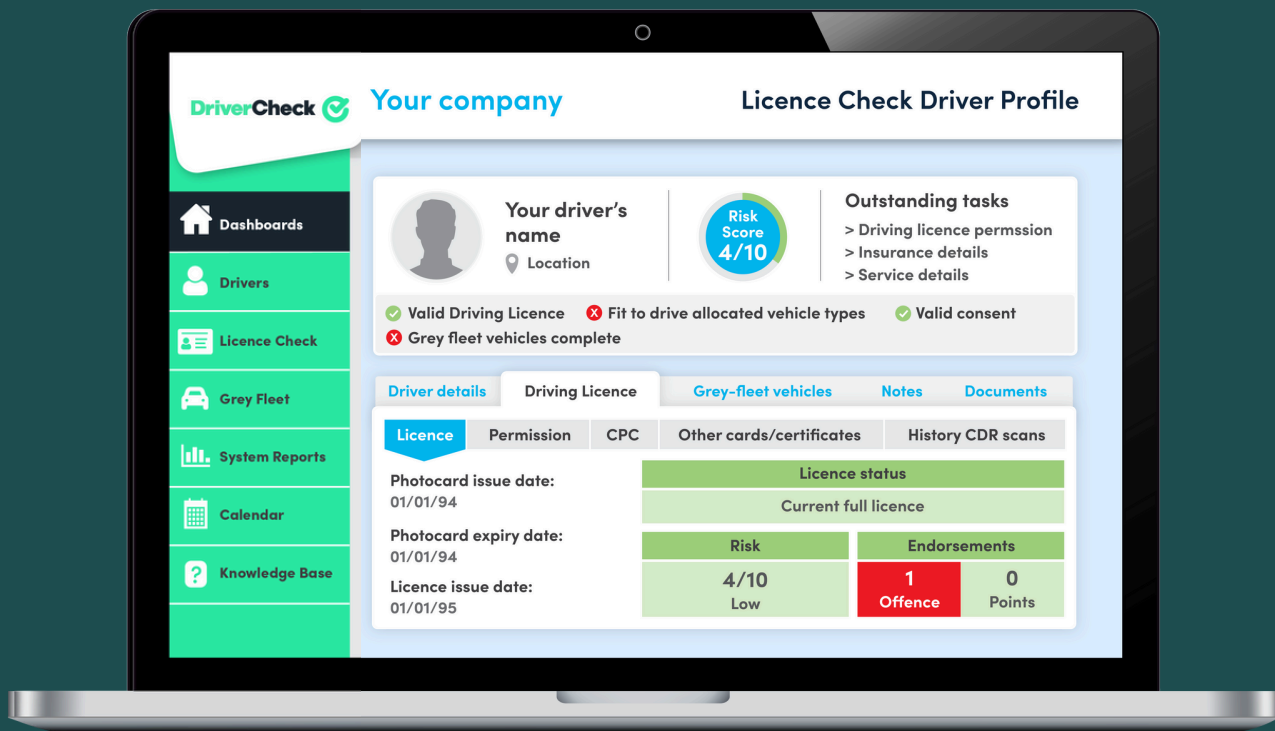 DriverCheck
Your company
Licence Check Driver Profile
Dashboards
Drivers
Licence Check
Grey Fleet
System Reports
Calendar
Knowledge Base
Your driver's
name
Location
Risk
Score
4/10
Outstanding tasks
> Driving licence permssion
> Insurance details
> Service details
Valid Driving Licence
Fit to drive allocated vehicle types
Valid consent
Grey fleet vehicles complete
Driver details
Driving Licence
Grey-fleet vehicles
Notes
Documents
Licence
Permission
CPC
Other cards/certificates
History CDR scans
Photocard issue date:
01/01/94
Photocard expiry date:
01/01/94
Licence issue date:
01/01/95
Licence status
Current full licence
Risk
4/10
Low
Endorsements
1
Offence
0
Points